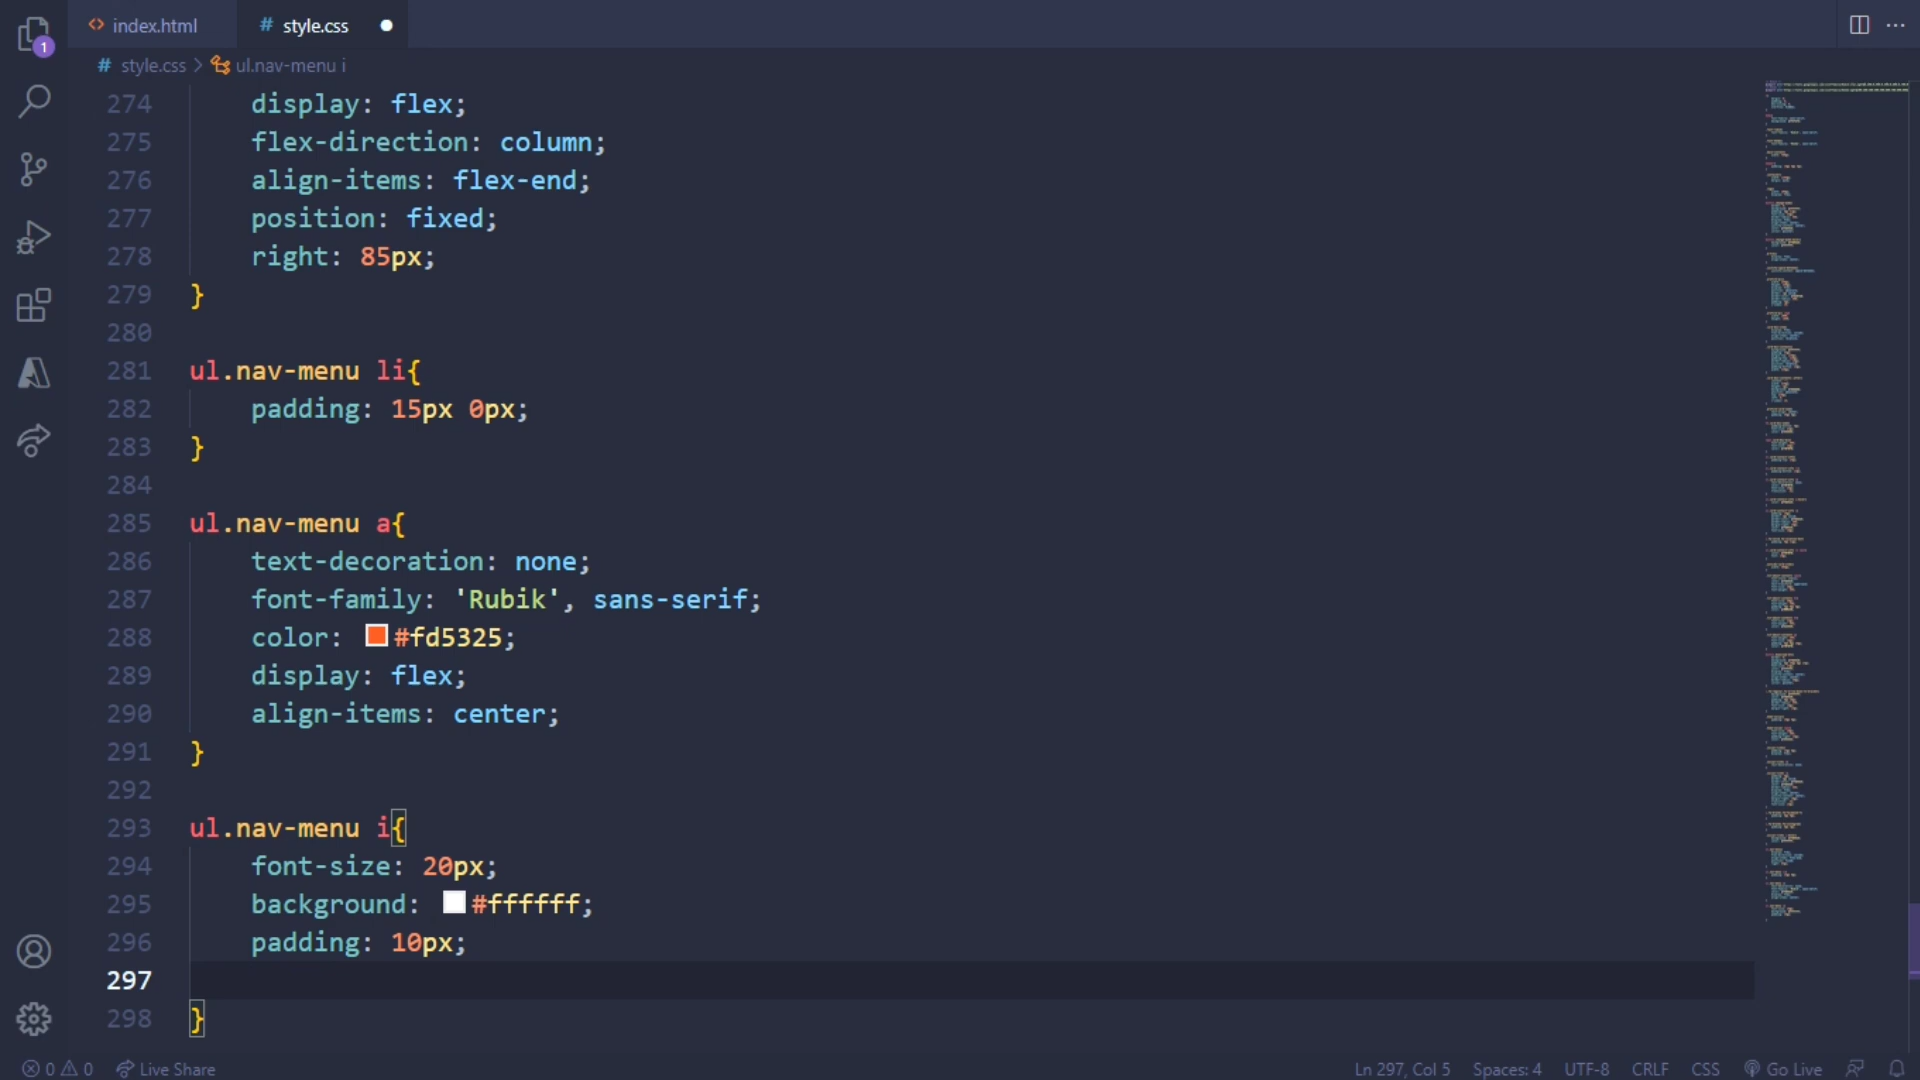 index.html
style.css
1
style.css
ul.nav-menu i
274 display: flex;
275 flex-direction: column;
276 align-items: flex-end;
277 position: fixed;
278 right: 85px;
279 }
280
281 ul.nav-menu li{
282 padding: 15px 0px;
283 }
284
285 ul.nav-menu a{
286 text-decoration: none;
287 font-family: 'Rubik', sans-serif;
288 color: #fd5325;
289 display: flex;
290 align-items: center;
291 }
292
293 ul.nav-menu i{
294 font-size: 20px;
295 background: #ffffff;
296 padding: 10px;
297
298 }
0 0 Live Share Ln 297, Col 5 Spaces: 4 UTF-8 CRLF CSS Go Live